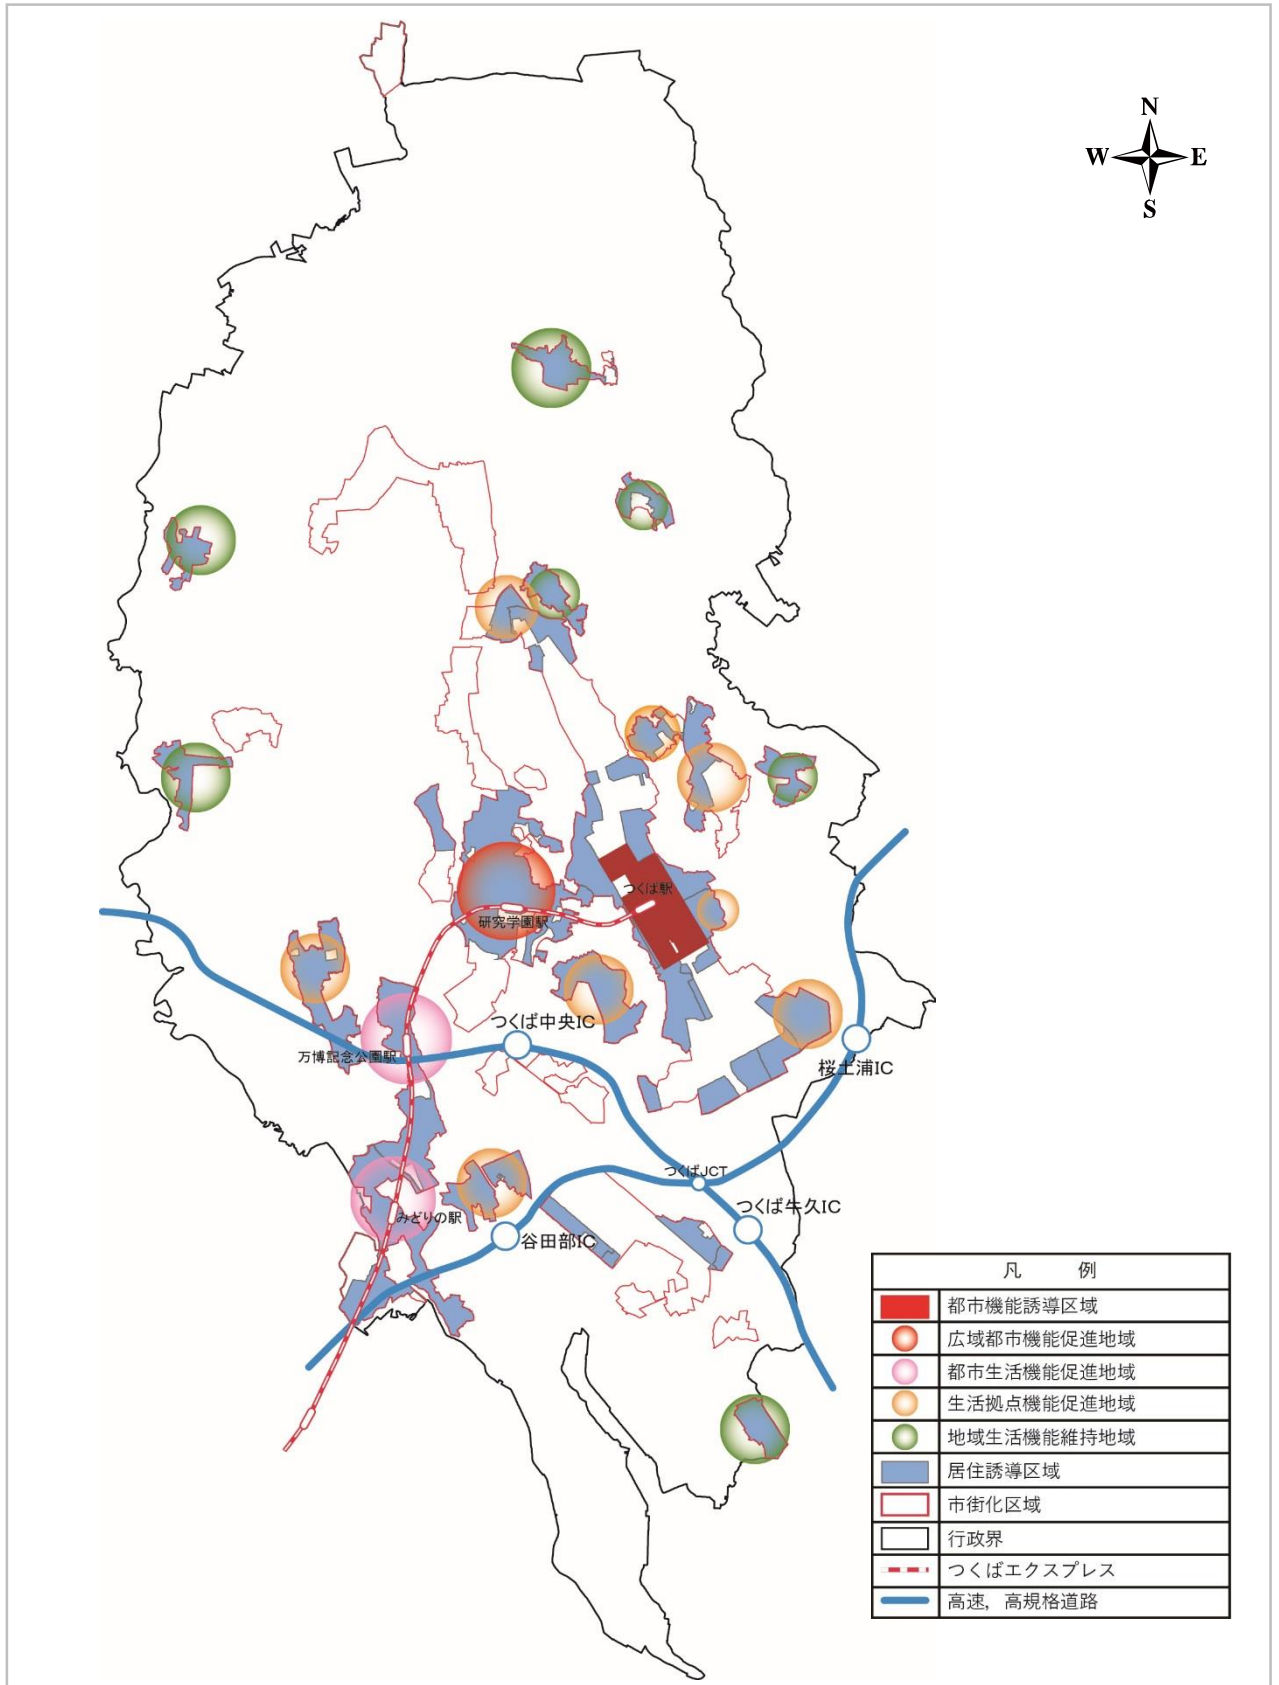 N
W E
S
つくば駅
研究学園駅
つくば中央IC
万博記念公園駅
桜土浦IC
つくばJCT
つくば牛久IC
みどりの駅
谷田部IC
凡 例
都市機能誘導区域
広域都市機能促進地域
都市生活機能促進地域
生活拠点機能促進地域
地域生活機能維持地域
居住誘導区域
市街化区域
行政界
つくばエクスプレス
高速，高規格道路